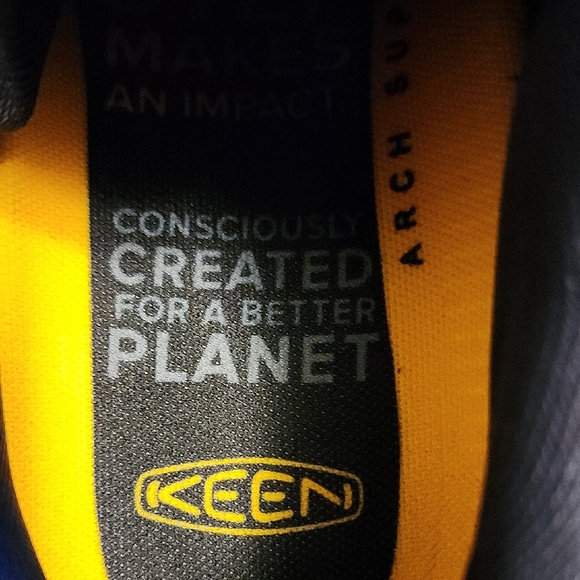 MAKES
AN IMPACT.
ARCH
CONSCIOUSLY
CREATED
FOR A BETTER
PLANET
KEEN